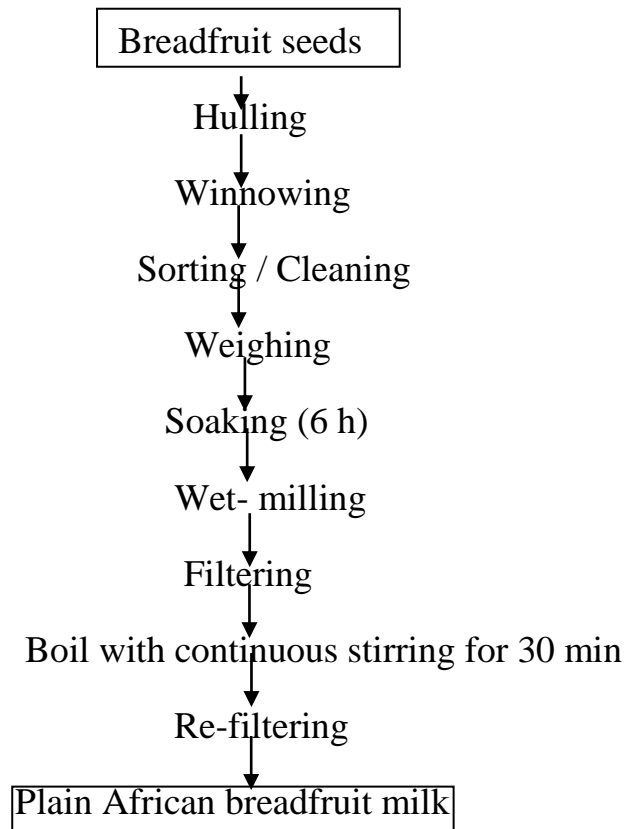 Breadfruit seeds
Hulling
Winnowing
Sorting / Cleaning
Weighing
Soaking (6 h)
Wet- milling
Filtering
Boil with continuous stirring for 30 min
Re-filtering
Plain African breadfruit milk